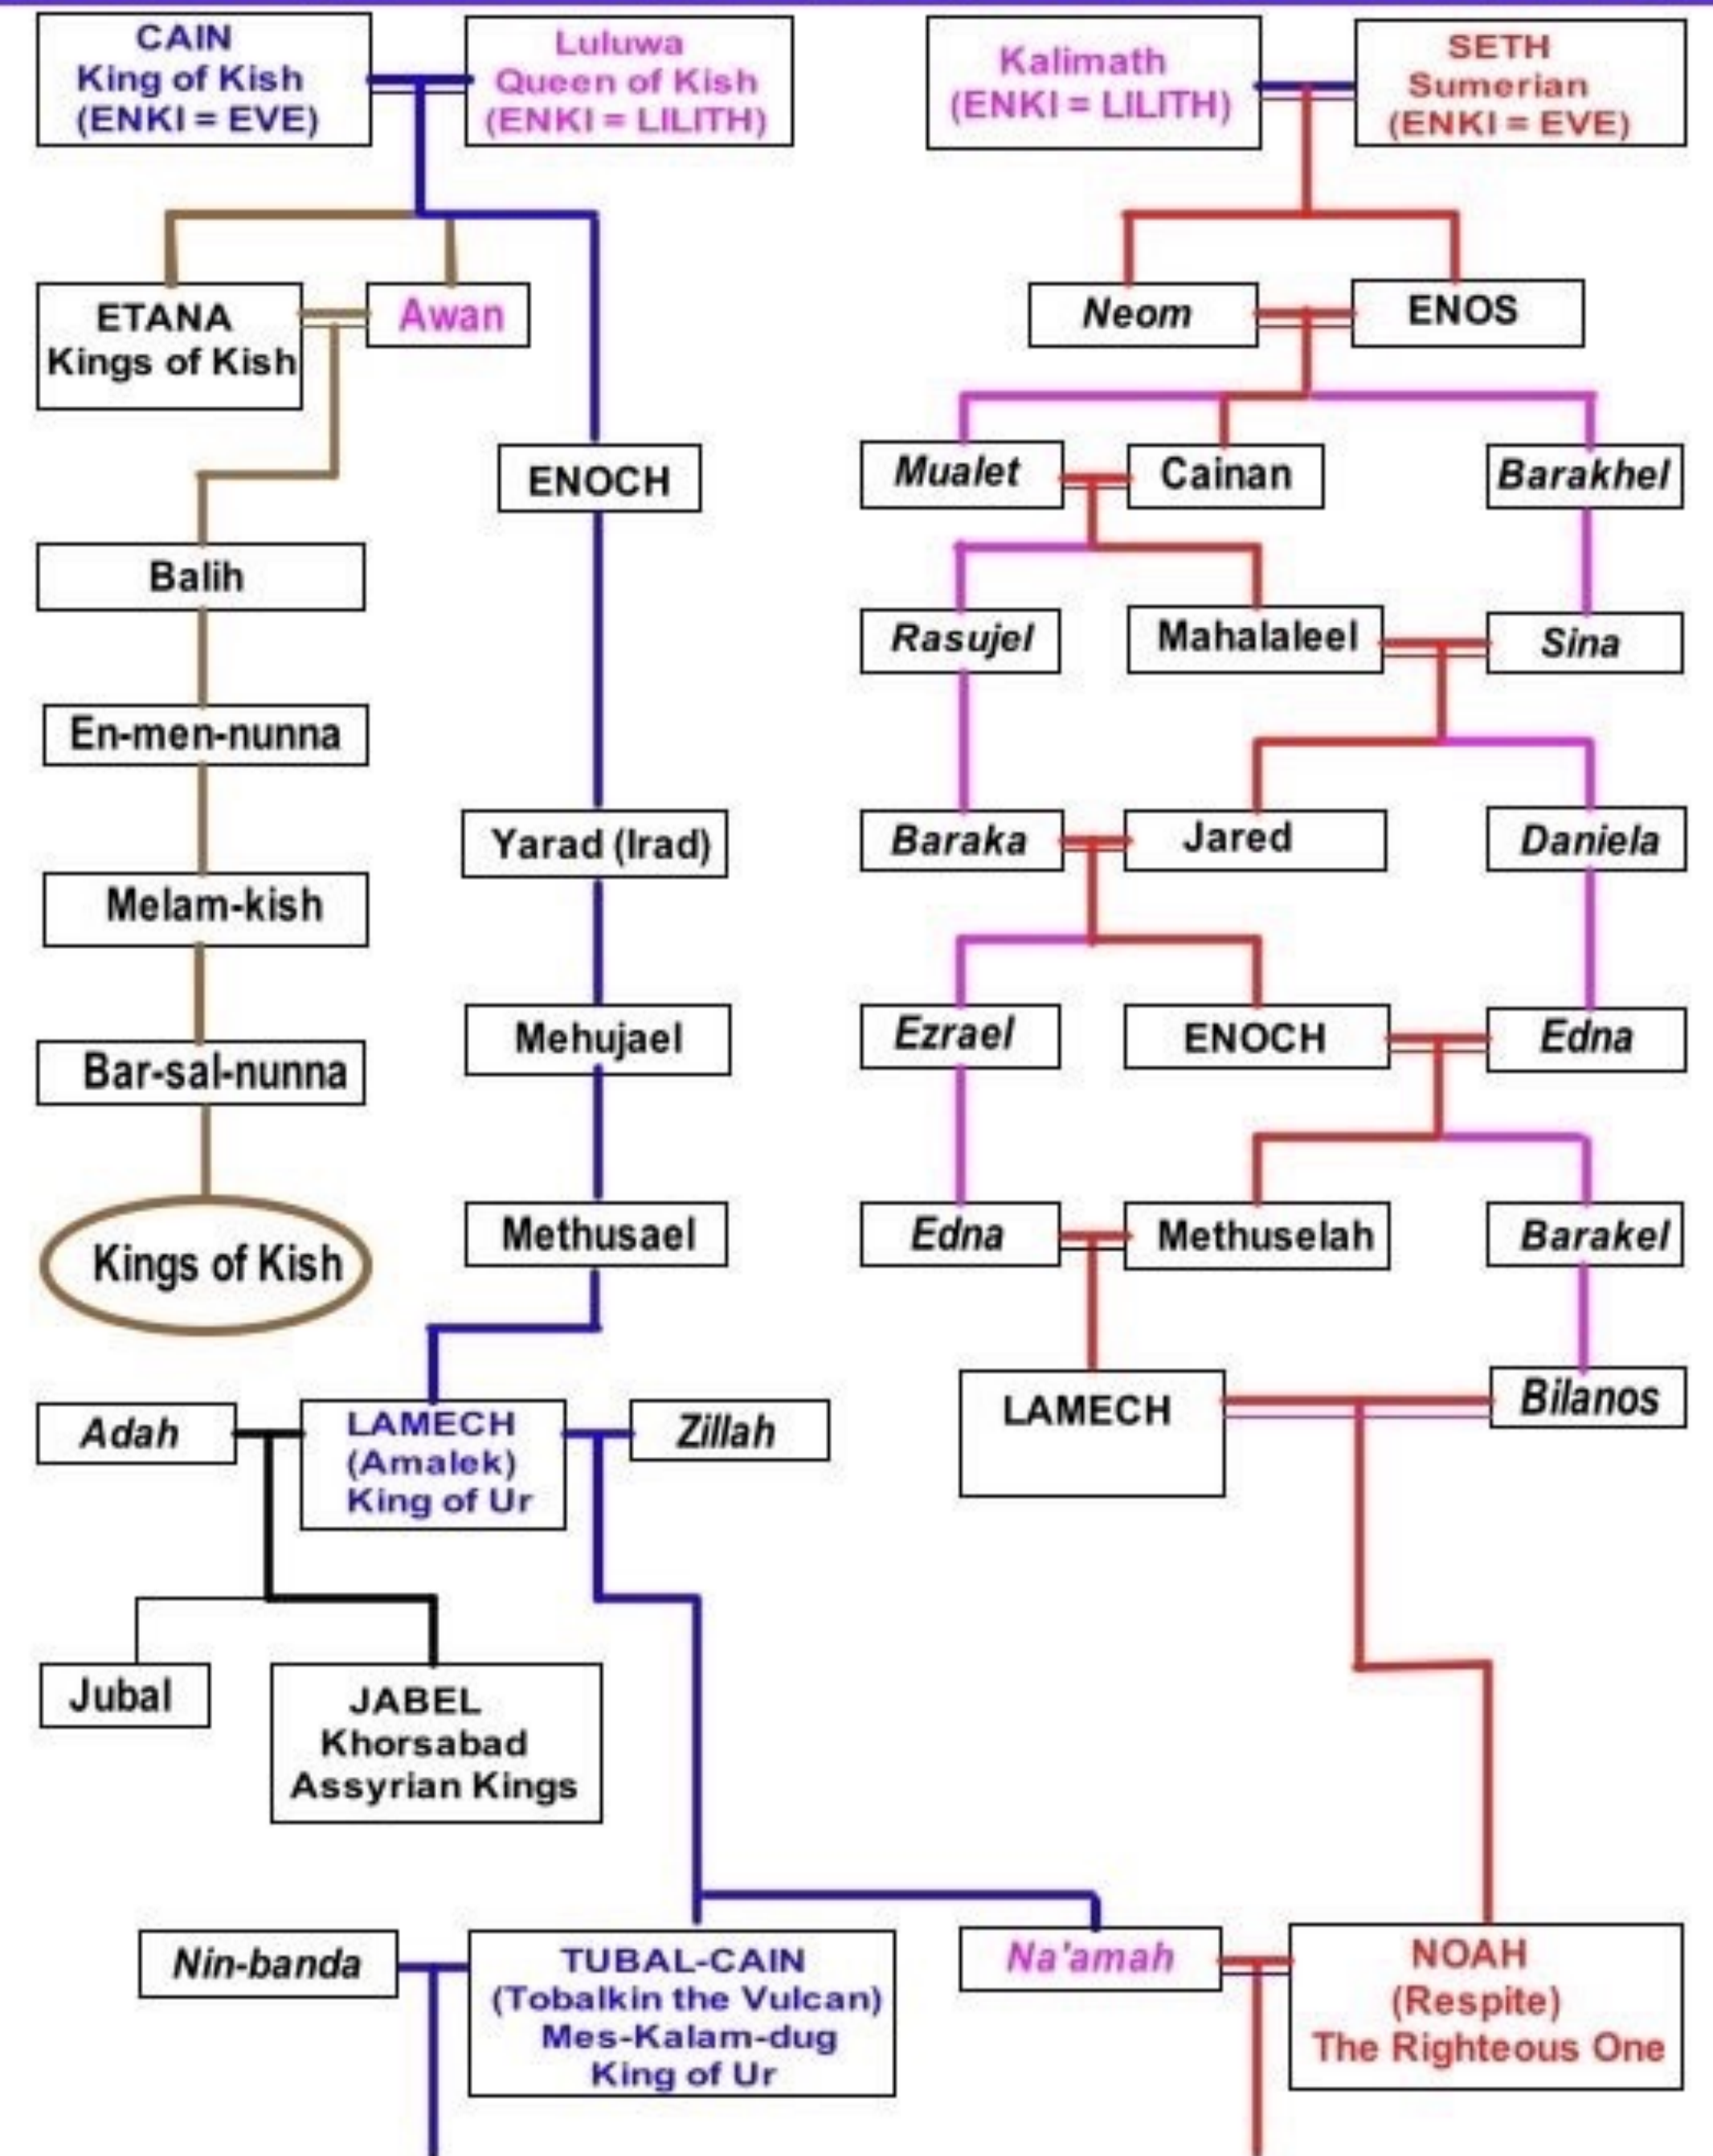 CAIN
King of Kish
(ENKI = EVE)
Luluwa
Queen of Kish
(ENKI = LILITH)
Kalimath
(ENKI = LILITH)
SETH
Sumerian
(ENKI = EVE)
ETANA
Kings of Kish
Awan
Neom
ENOS
ENOCH
Mualet
Cainan
Barakhel
Balih
Rasujel
Mahalaleel
Sina
En-men-nunna
Yarad (Irad)
Baraka
Jared
Daniela
Melam-kish
Mehujael
Ezrael
ENOCH
Edna
Bar-sal-nunna
Methusael
Edna
Methuselah
Barakel
Kings of Kish
Adah
LAMECH
(Amalek)
King of Ur
Zillah
LAMECH
Bilanos
Jubal
JABEL
Khorsabad
Assyrian Kings
Nin-banda
TUBAL-CAIN
(Tobalkin the Vulcan)
Mes-Kalam-dug
King of Ur
Na'amah
NOAH
(Respite)
The Righteous One